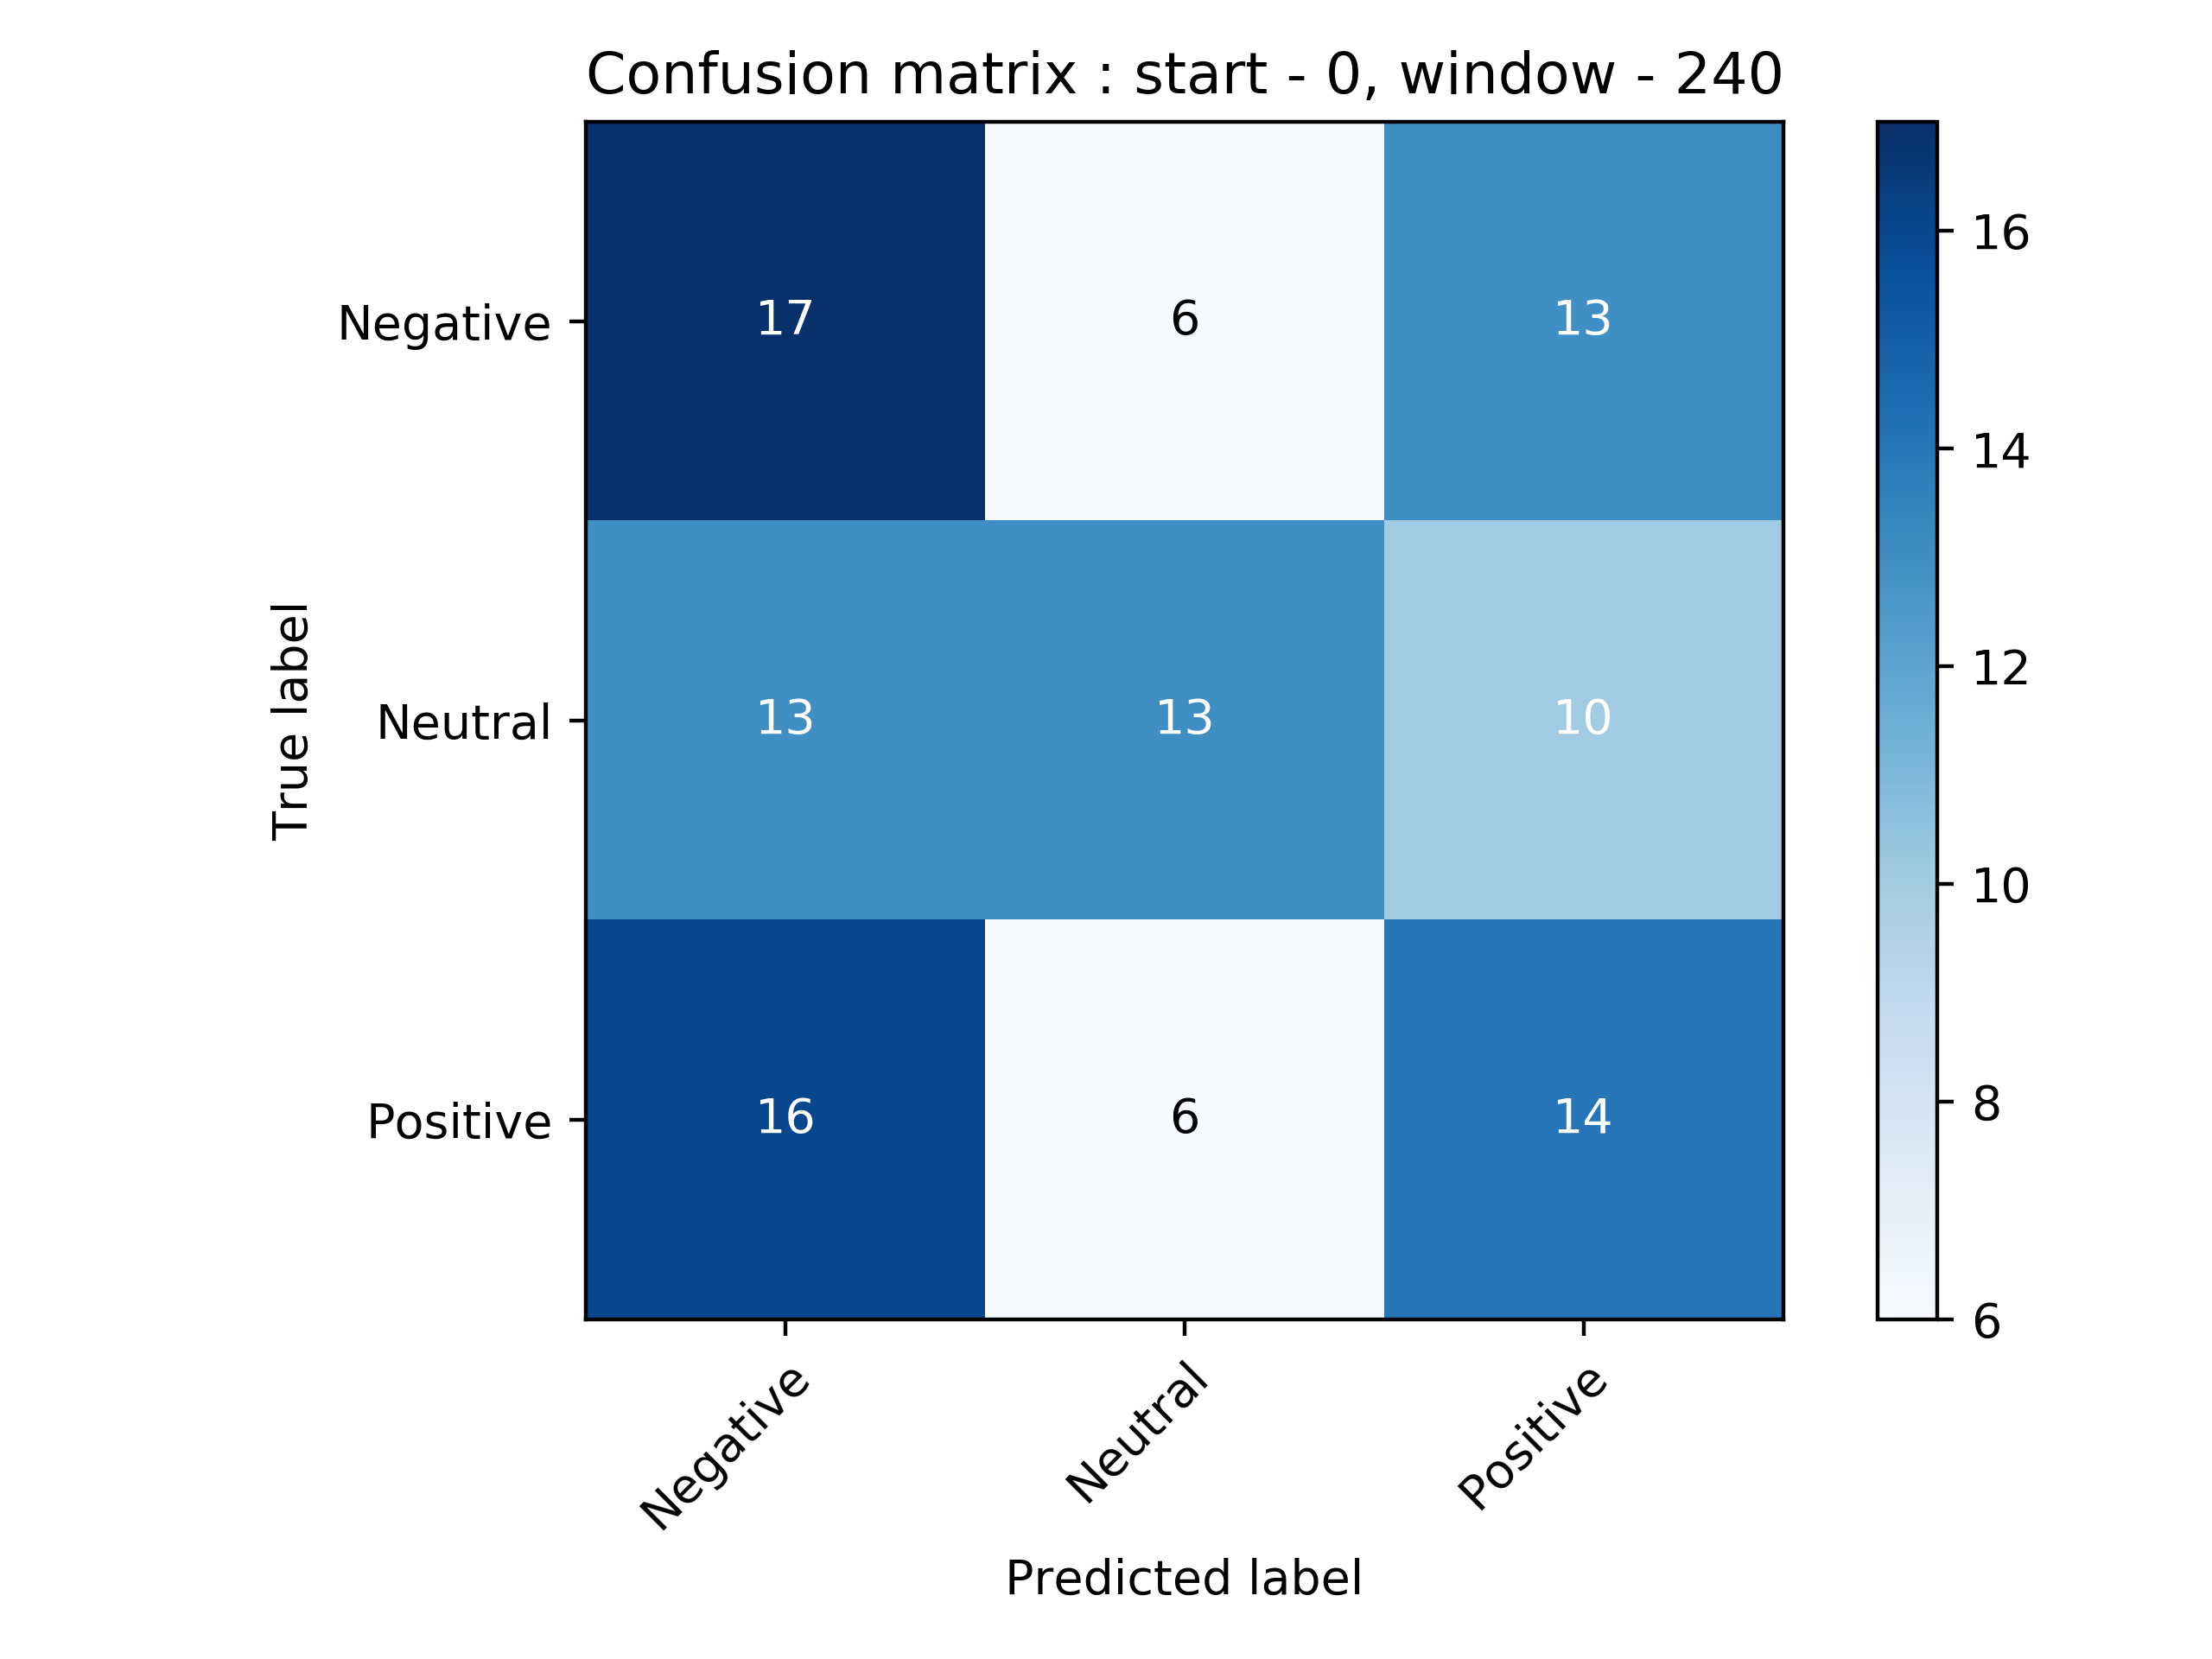 Confusion matrix : start - 0, window - 240
True label
Negative 17 6 13
Neutral 13 13 10
Positive 16 6 14
Negative Neutral Positive
Predicted label
16
14
12
10
8
6